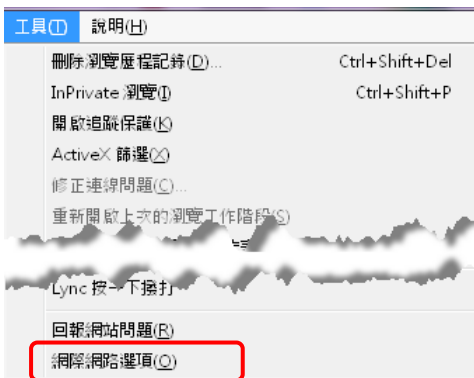 工具(T) 說明(H)
刪除瀏覽歷程記錄(D)... Ctrl+Shift+Del
InPrivate 瀏覽(I) Ctrl+Shift+P
開啟追蹤保護(K)
ActiveX 篩選(X)
修正連線問題(C)...
重新開啟上次的瀏覽工作階段(S)
Lync 按一下撥打
回報網站問題(R)
網際網路選項(O)